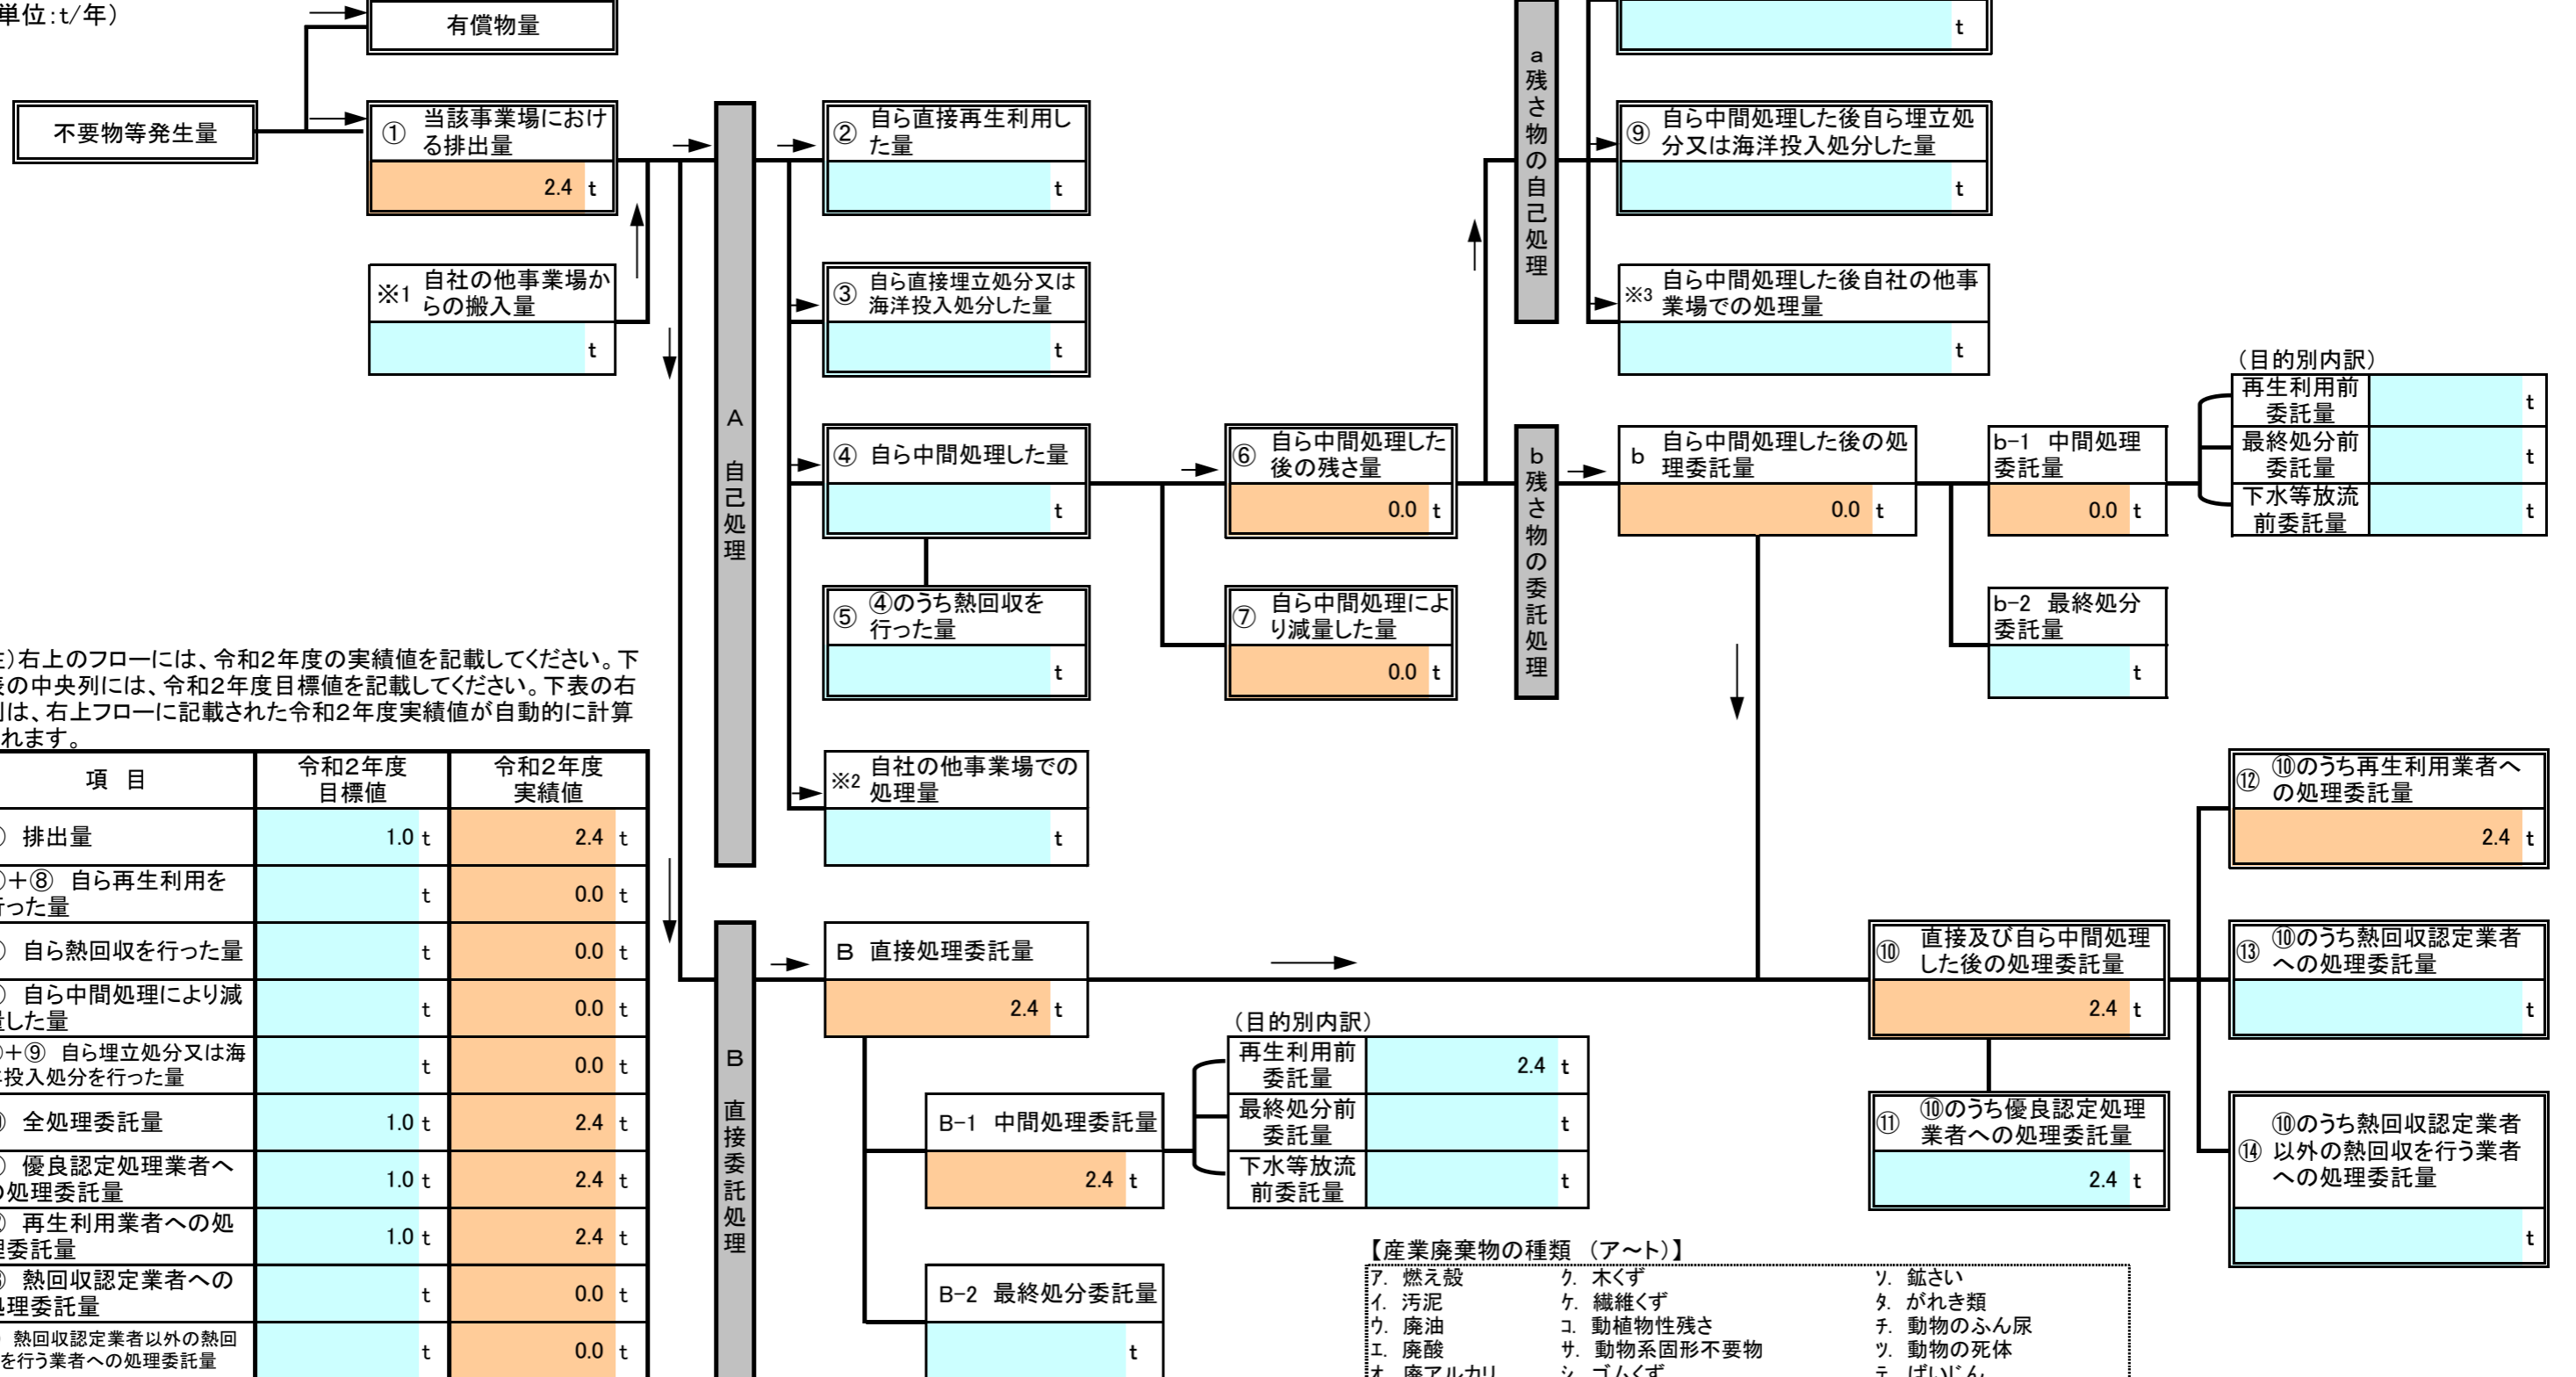 単位：t/年）
有償物量
不要物等発生量
① 当該事業場におけ
る排出量
2.4 t
※1 自社の他事業場か
らの搬入量
t
A 自己処理
② 自ら直接再生利用し
た量
t
③ 自ら直接埋立処分又は
海洋投入処分した量
t
④ 自ら中間処理した量
t
⑤ ④のうち熱回収を
行った量
t
※2 自社の他事業場での
処理量
t
⑥ 自ら中間処理した
後の残さ量
0.0 t
⑦ 自ら中間処理によ
り減量した量
0.0 t
a 残さ物の自己処理
t
⑨ 自ら中間処理した後自ら埋立処
分又は海洋投入処分した量
t
※3 自ら中間処理した後自社の他事
業場での処理量
t
b 残さ物の委託処理
b 自ら中間処理した後の処
理委託量
0.0 t
b-1 中間処理
委託量
0.0 t
b-2 最終処分
委託量
t
（目的別内訳）
再生利用前
委託量
t
最終処分前
委託量
t
下水等放流
前委託量
t
）右上のフローには、令和2年度の実績値を記載してください。下
の中央列には、令和2年度目標値を記載してください。下表の右
は、右上フローに記載された令和2年度実績値が自動的に計算
れます。
項 目
令和2年度
目標値
令和2年度
実績値
排出量 1.0 t 2.4 t
＋⑧ 自ら再生利用を
った量
t 0.0 t
自ら熱回収を行った量 t 0.0 t
自ら中間処理により減
した量
t 0.0 t
＋⑨ 自ら埋立処分又は海
投入処分を行った量
t 0.0 t
全処理委託量 1.0 t 2.4 t
優良認定処理業者へ
処理委託量
1.0 t 2.4 t
再生利用業者への処
委託量
1.0 t 2.4 t
熱回収認定業者への
理委託量
t 0.0 t
熱回収認定業者以外の熱回
を行う業者への処理委託量
t 0.0 t
B 直接委託処理
B 直接処理委託量
2.4 t
B-1 中間処理委託量
2.4 t
B-2 最終処分委託量
t
（目的別内訳）
再生利用前
委託量
2.4 t
最終処分前
委託量
t
下水等放流
前委託量
t
⑩ 直接及び自ら中間処理
した後の処理委託量
2.4 t
⑪ ⑩のうち優良認定処理
業者への処理委託量
2.4 t
⑫ ⑩のうち再生利用業者へ
の処理委託量
2.4 t
⑬ ⑩のうち熱回収認定業者
への処理委託量
t
⑭ ⑩のうち熱回収認定業者
以外の熱回収を行う業者
への処理委託量
t
【産業廃棄物の種類 （ア～ト）】
ア. 燃え殻 ク. 木くず ソ. 鉱さい
イ. 汚泥 ケ. 繊維くず タ. がれき類
ウ. 廃油 コ. 動植物性残さ チ. 動物のふん尿
エ. 廃酸 サ. 動物系固形不要物 ツ. 動物の死体
オ. 廃アルカリ シ. ゴムくず テ. ばいじん